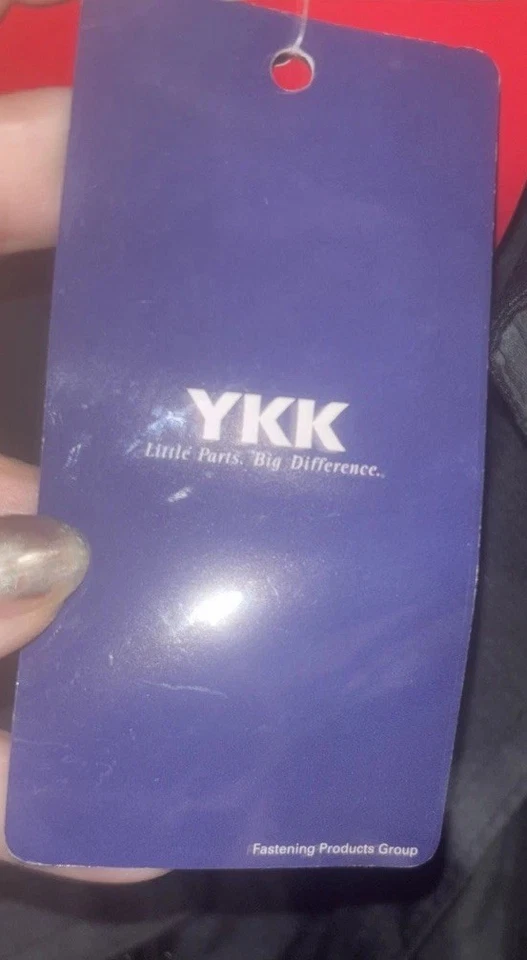 YKK
Little Parts. Big Difference.
Fastening Products Group